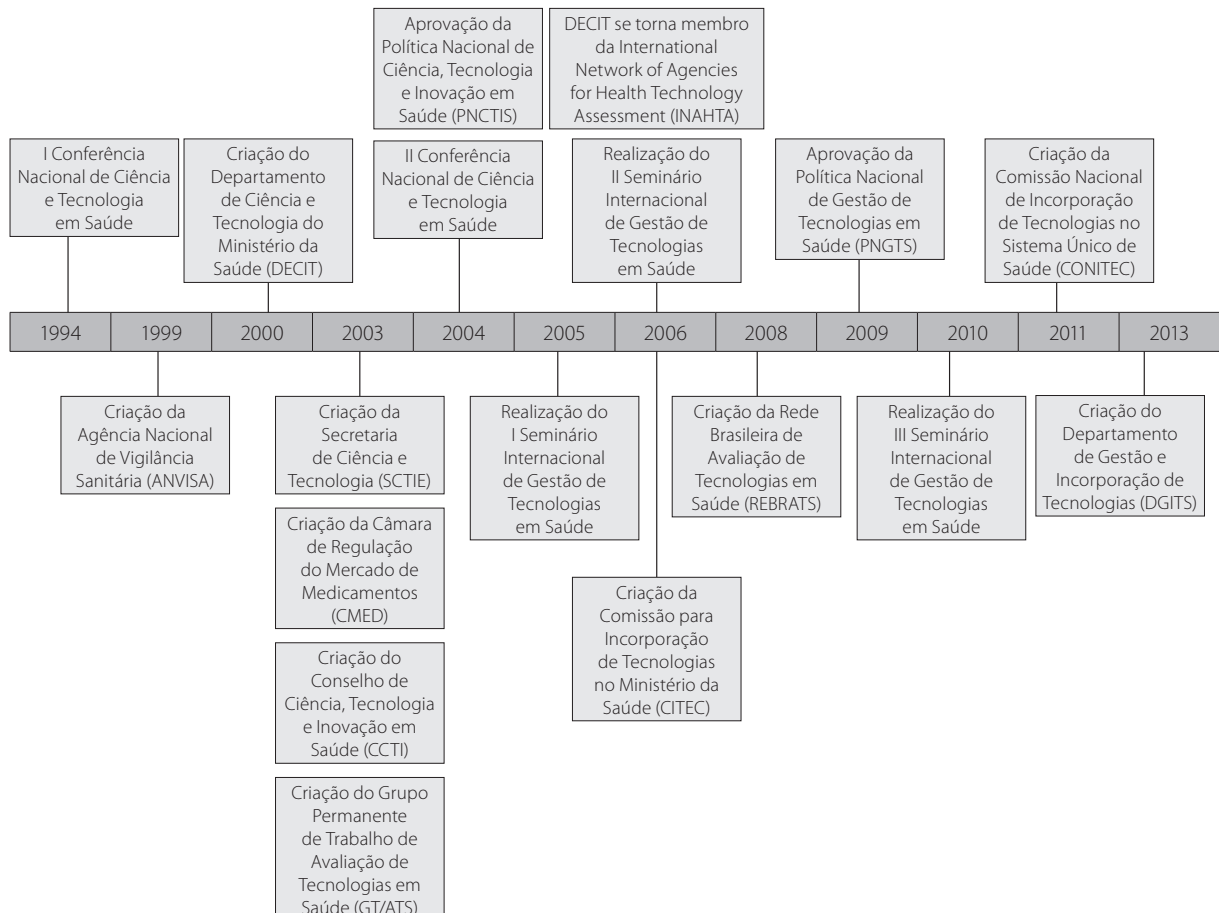 Aprovação da
Política Nacional de
Ciência, Tecnologia
e Inovação em
Saúde (PNCTIS)
DECIT se torna membro
da International
Network of Agencies
for Health Technology
Assessment (INAHTA)
I Conferência
Nacional de Ciência
e Tecnologia
em Saúde
Criação do
Departamento
de Ciência e
Tecnologia do
Ministério da
Saúde (DECIT)
II Conferência
Nacional de Ciência
e Tecnologia
em Saúde
Realização do
II Seminário
Internacional
de Gestão de
Tecnologias
em Saúde
Aprovação da
Política Nacional
de Gestão de
Tecnologias em
Saúde (PNGTS)
Criação da
Comissão Nacional
de Incorporação
de Tecnologias no
Sistema Único de
Saúde (CONITEC)
1994 1999 2000 2003 2004 2005 2006 2008 2009 2010 2011 2013
Criação da
Agência Nacional
de Vigilância
Sanitária (ANVISA)
Criação da
Secretaria
de Ciência e
Tecnologia (SCTIE)
Realização do
I Seminário
Internacional
de Gestão de
Tecnologias
em Saúde
Criação da Rede
Brasileira de
Avaliação de
Tecnologias em
Saúde (REBRATS)
Realização do
III Seminário
Internacional
de Gestão de
Tecnologias
em Saúde
Criação do
Departamento
de Gestão e
Incorporação de
Tecnologias (DGITS)
Criação da Câmara
de Regulação
do Mercado de
Medicamentos
(CMED)
Criação da
Comissão para
Incorporação
de Tecnologias
no Ministério da
Saúde (CITEC)
Criação do
Conselho de
Ciência, Tecnologia
e Inovação em
Saúde (CCTI)
Criação do Grupo
Permanente
de Trabalho de
Avaliação de
Tecnologias em
Saúde (GT/ATS)